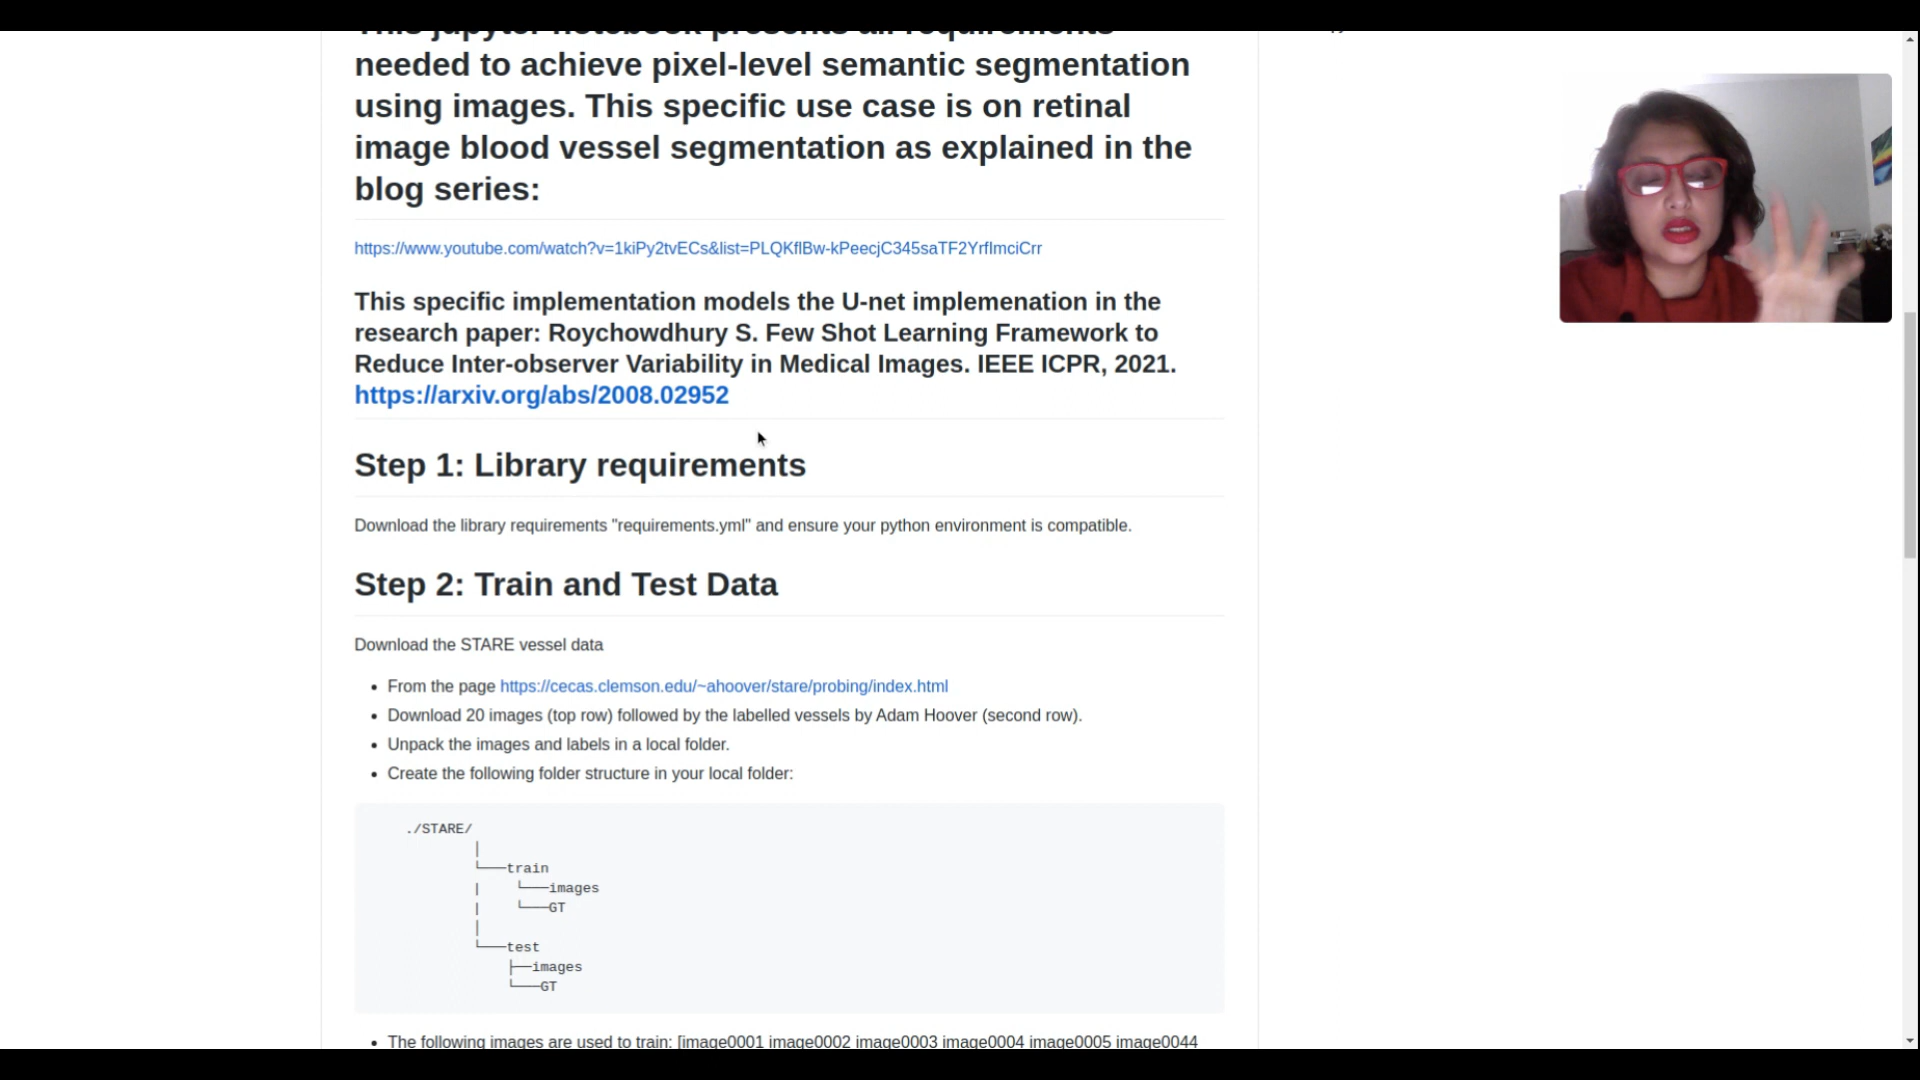 This jupyter notebook presents all requirements
needed to achieve pixel-level semantic segmentation
using images. This specific use case is on retinal
image blood vessel segmentation as explained in the
blog series:
https://www.youtube.com/watch?v=1kiPy2tvECs&list=PLQKflBw-kPeecjC345saTF2YrflmciCrr
This specific implementation models the U-net implemenation in the
research paper: Roychowdhury S. Few Shot Learning Framework to
Reduce Inter-observer Variability in Medical Images. IEEE ICPR, 2021.
https://arxiv.org/abs/2008.02952
Step 1: Library requirements
Download the library requirements "requirements.yml" and ensure your python environment is compatible.
Step 2: Train and Test Data
Download the STARE vessel data
• From the page https://cecas.clemson.edu/~ahoover/stare/probing/index.html
• Download 20 images (top row) followed by the labelled vessels by Adam Hoover (second row).
• Unpack the images and labels in a local folder.
• Create the following folder structure in your local folder:
./STARE/
│
└───train
|    └───images
|    └───GT
│
└───test
├──images
└───GT
• The following images are used to train: [image0001 image0002 image0003 image0004 image0005 image0044